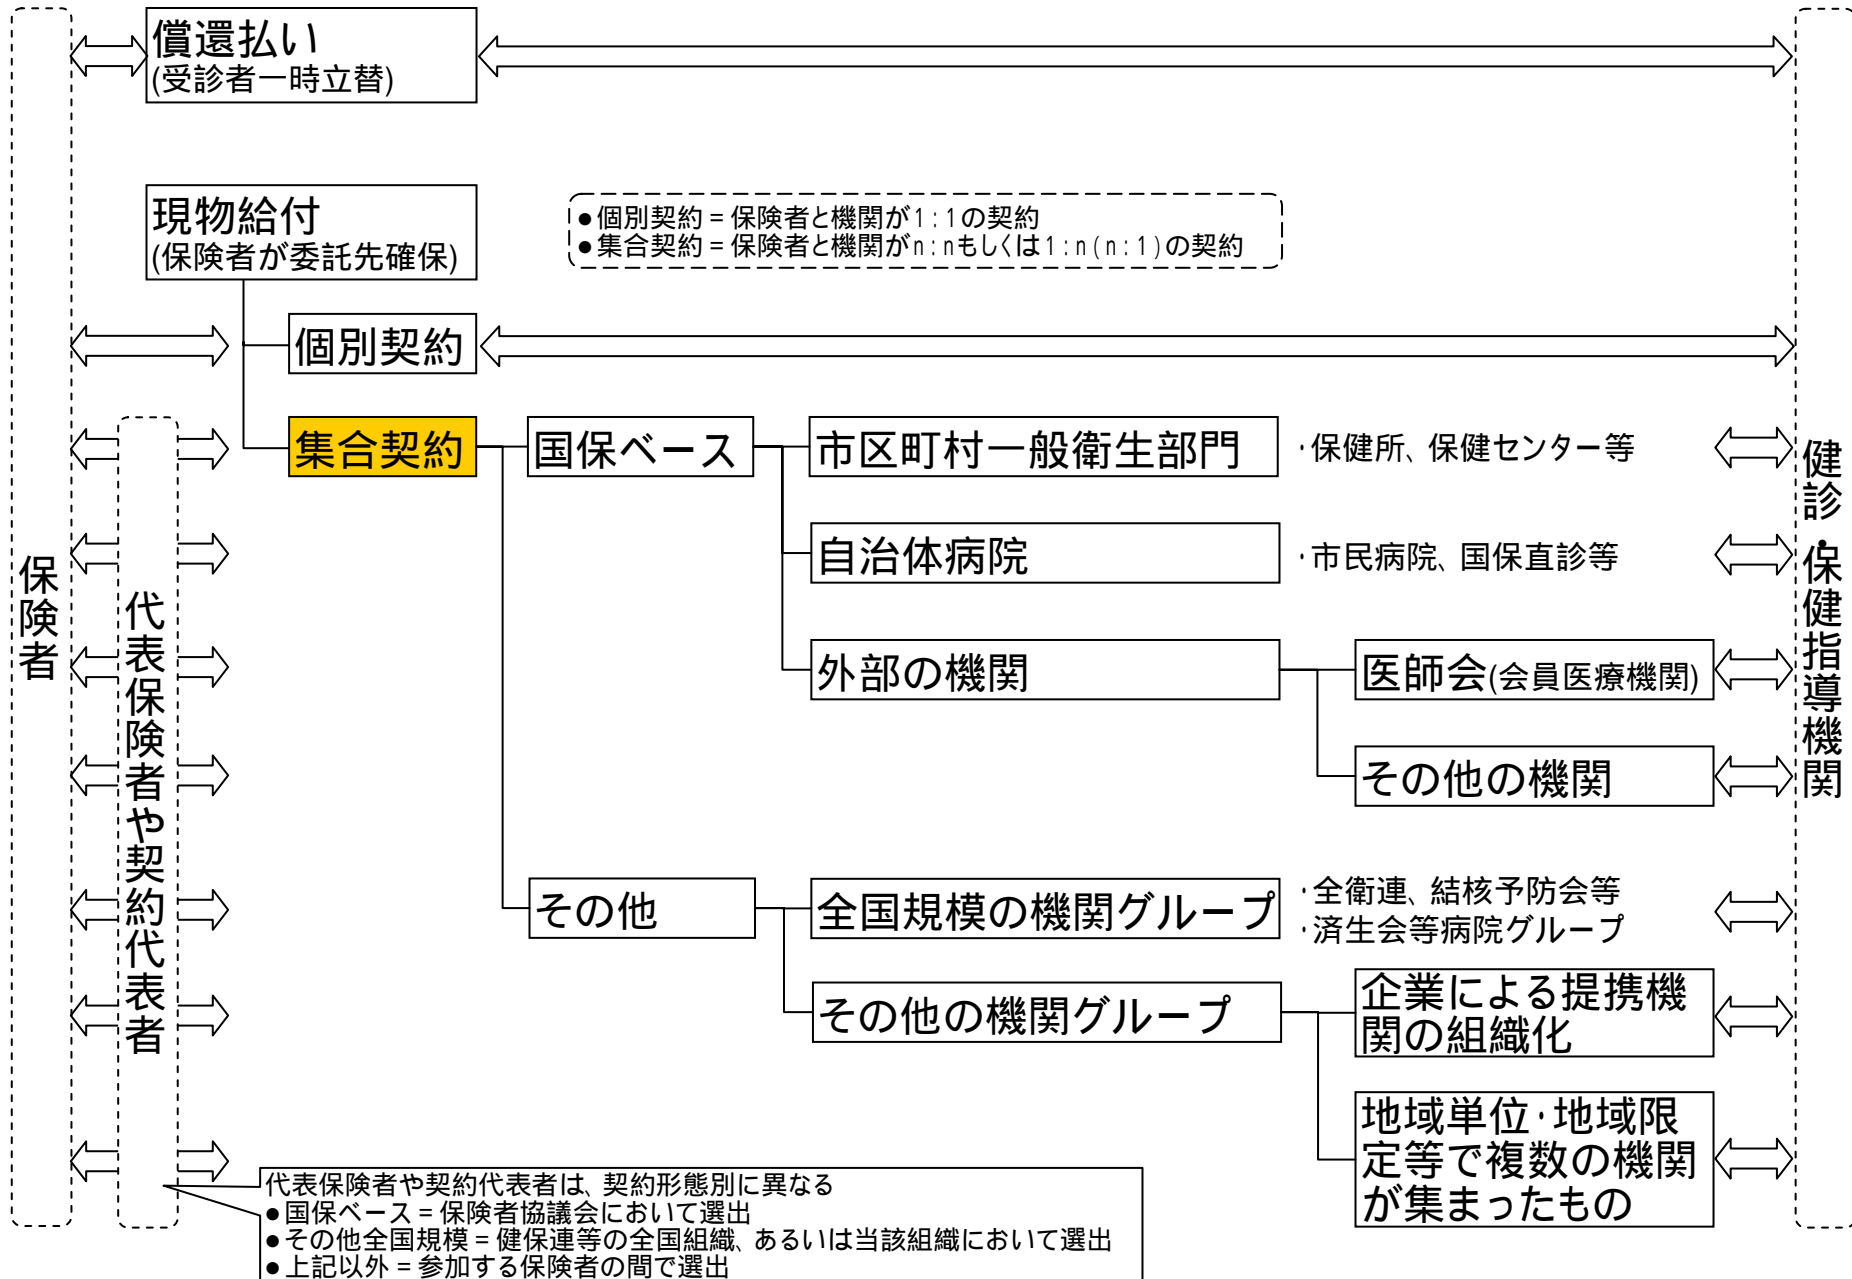 償還払い
(受診者一時立替)
現物給付
(保険者が委託先確保)
●個別契約 = 保険者と機関が1:1の契約
●集合契約 = 保険者と機関がn:nもしくは1:n(n:1)の契約
個別契約
集合契約
国保ベース
市区町村一般衛生部門
・保健所、保健センター等
自治体病院
・市民病院、国保直診等
外部の機関
医師会(会員医療機関)
その他の機関
その他
全国規模の機関グループ
・全衛連、結核予防会等
・済生会等病院グループ
その他の機関グループ
企業による提携機
関の組織化
地域単位・地域限
定等で複数の機関
が集まったもの
保険者
代表保険者や契約代表者
健診・保健指導機関
代表保険者や契約代表者は、契約形態別に異なる
●国保ベース = 保険者協議会において選出
●その他全国規模 = 健保連等の全国組織、あるいは当該組織において選出
●上記以外 = 参加する保険者の間で選出